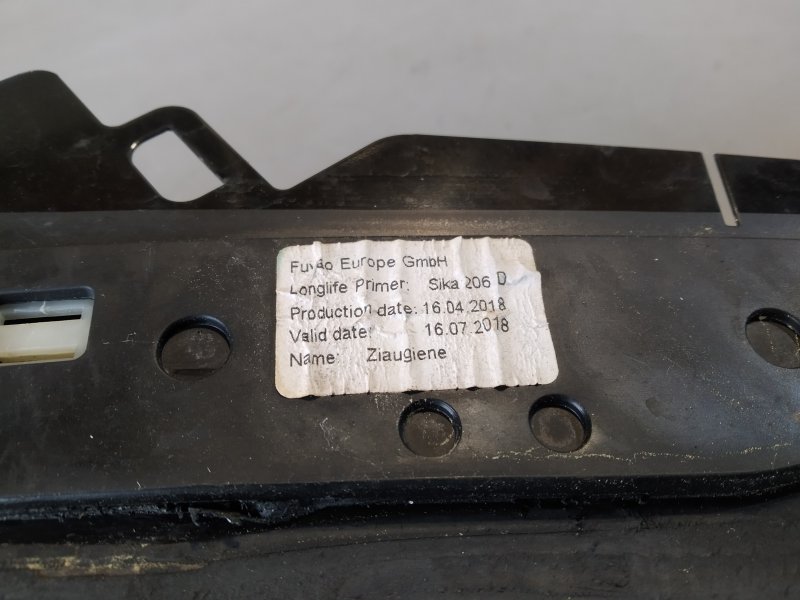 Fuyao Europe GmbH
Longlife Primer: Sika 206 D
Production date: 16.04.2018
Valid date: 16.07.2018
Name: Ziaugiene